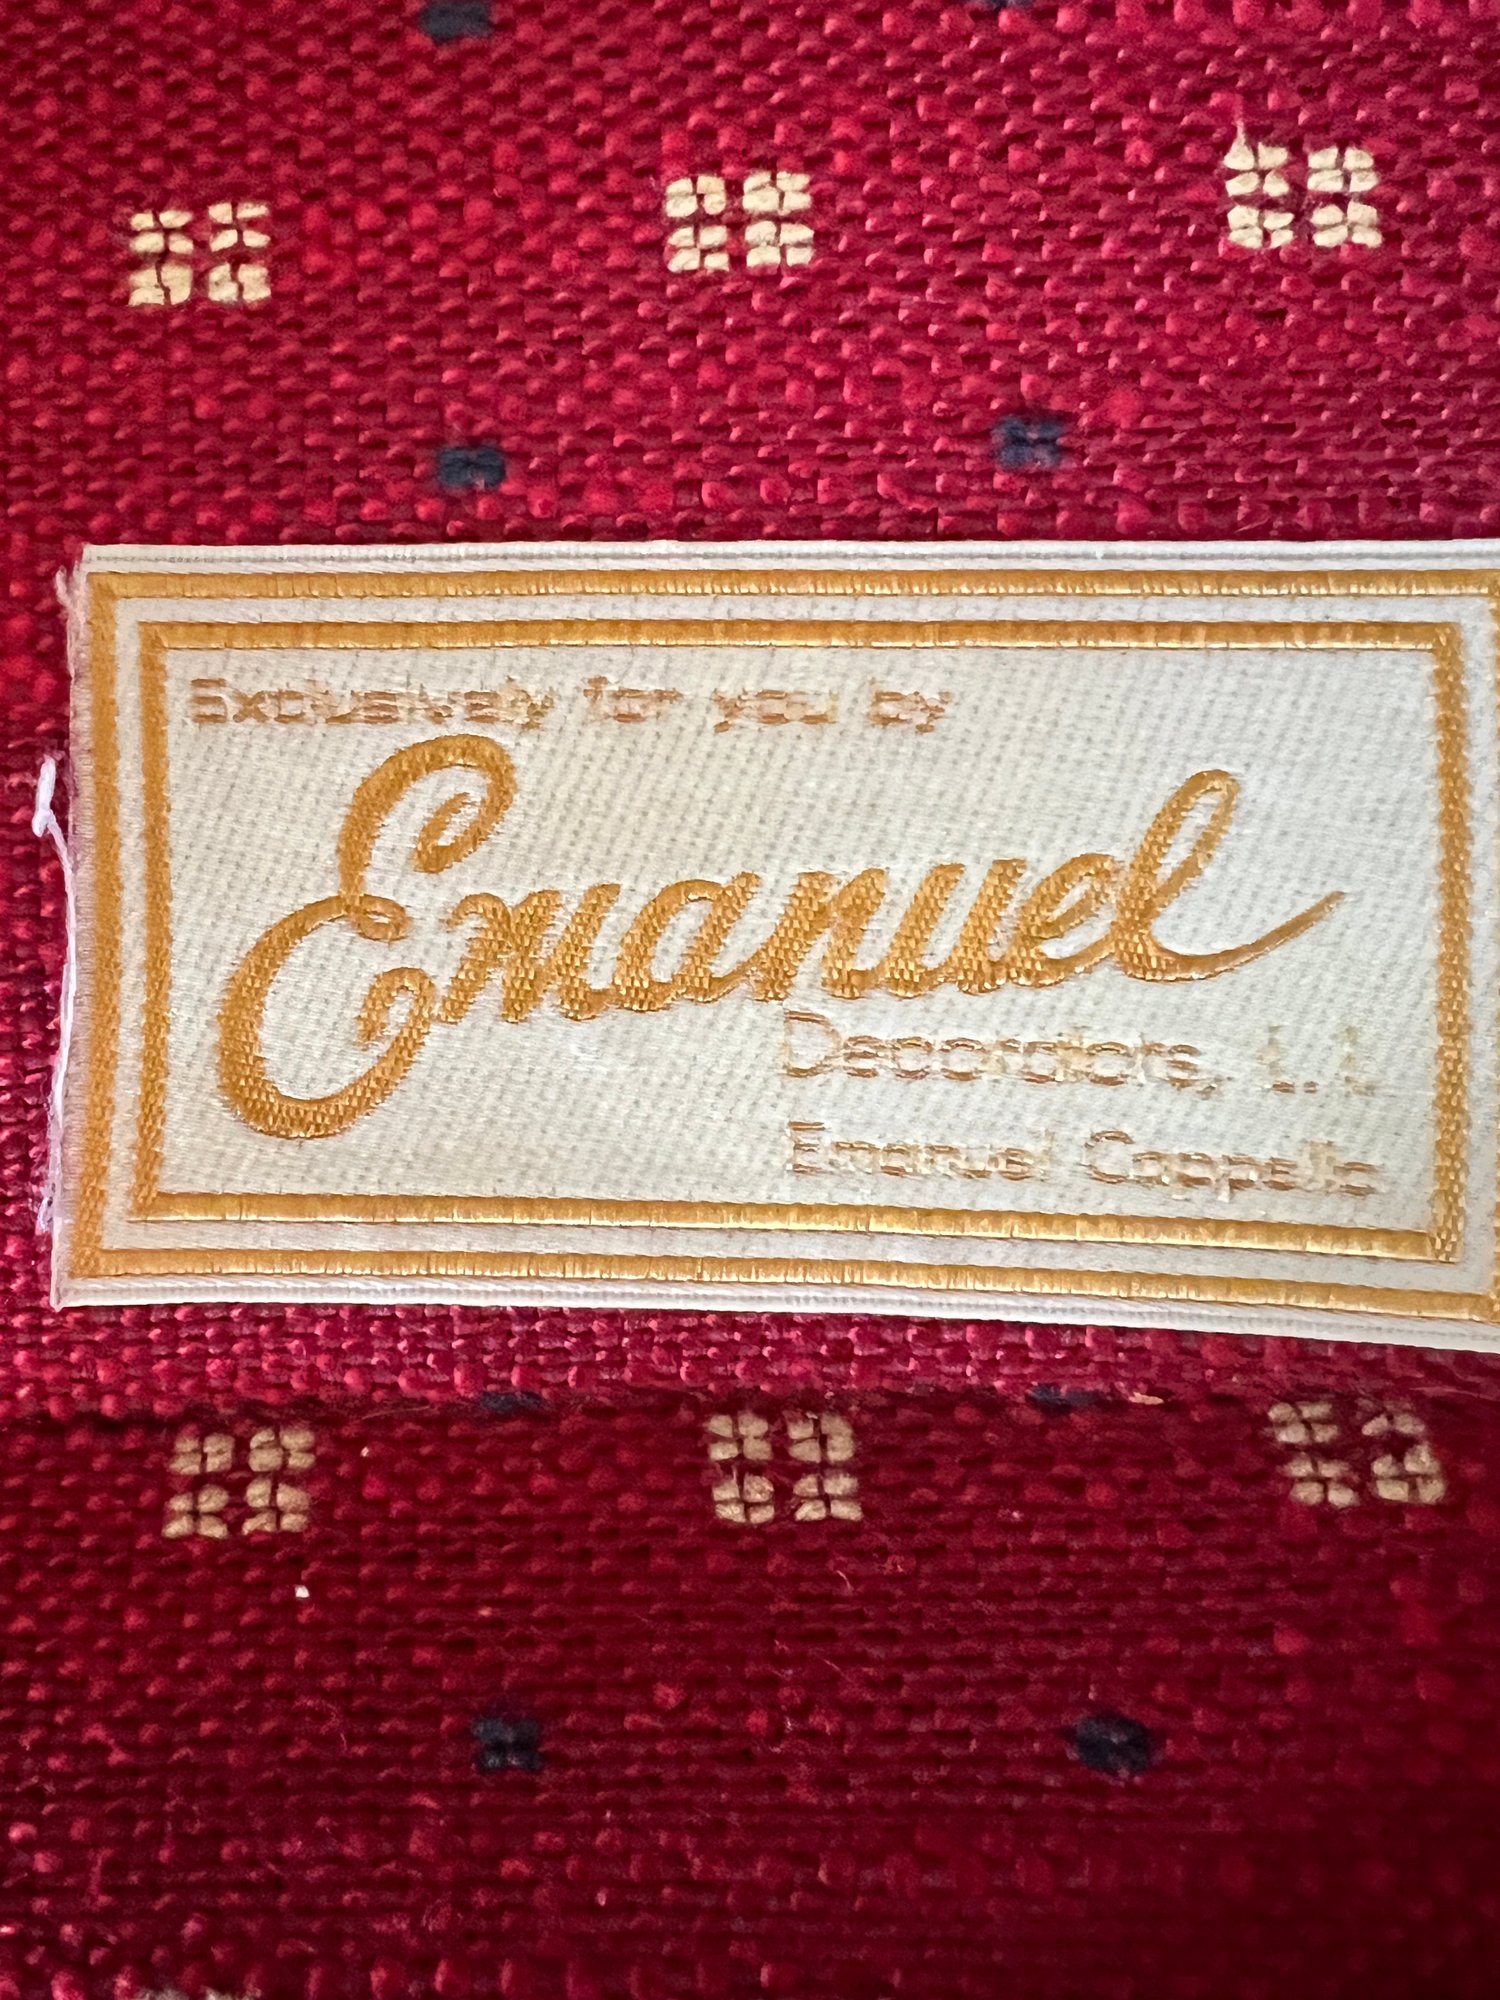 Exclusively for you by
Emanuel
Decorators, L.I.
Emanuel Cappello